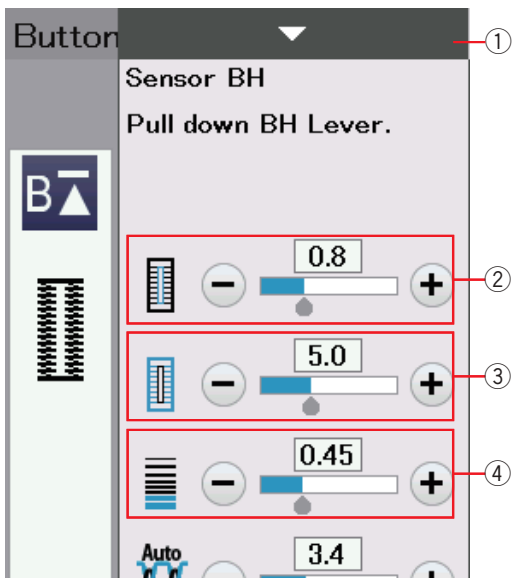 Button
①
Sensor BH
Pull down BH Lever.
B
0.8
②
5.0
③
0.45
④
Auto
3.4